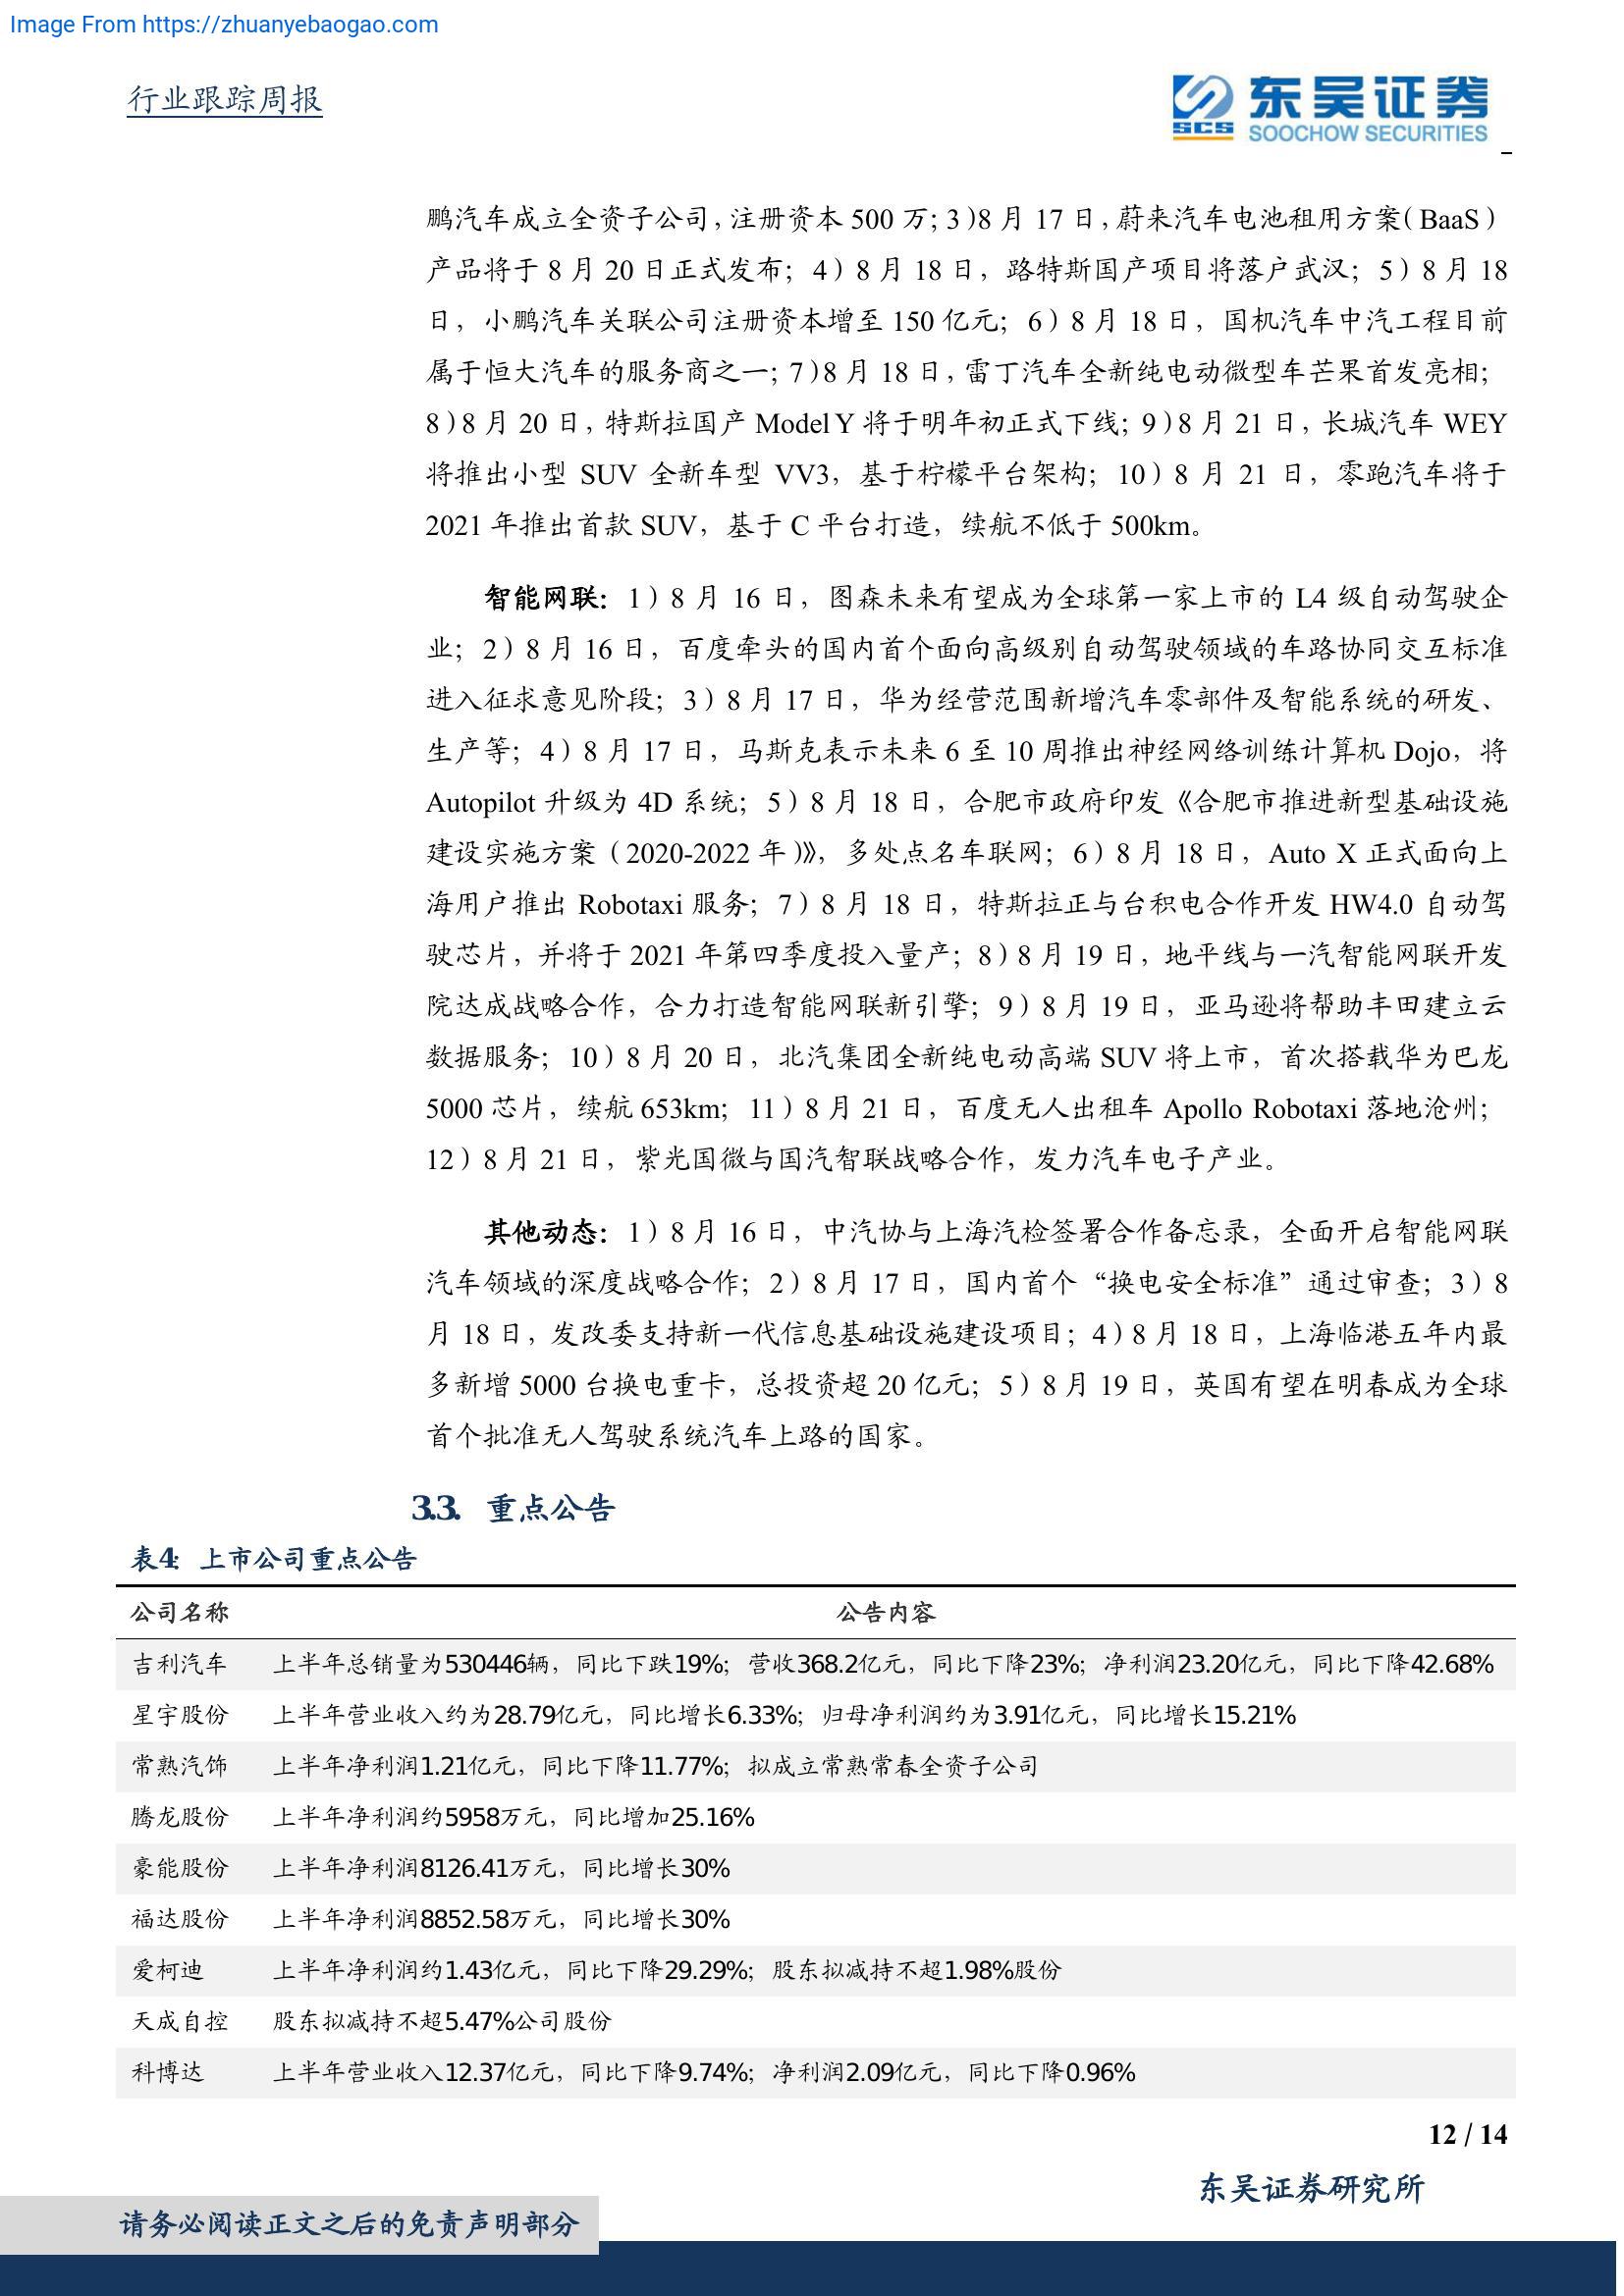 Image From https://zhuanyebaogao.com
行业跟踪周报
SCS 东吴证券
SOOCHOW SECURITIES
鹏汽车成立全资子公司，注册资本 500 万；3）8 月 17 日，蔚来汽车电池租用方案（BaaS）
产品将于 8 月 20 日正式发布；4）8 月 18 日，路特斯国产项目将落户武汉；5）8 月 18
日，小鹏汽车关联公司注册资本增至 150 亿元；6）8 月 18 日，国机汽车中汽工程目前
属于恒大汽车的服务商之一；7）8 月 18 日，雷丁汽车全新纯电动微型车芒果首发亮相；
8）8 月 20 日，特斯拉国产 Model Y 将于明年初正式下线；9）8 月 21 日，长城汽车 WEY
将推出小型 SUV 全新车型 VV3，基于柠檬平台架构；10）8 月 21 日，零跑汽车将于
2021 年推出首款 SUV，基于 C 平台打造，续航不低于 500km。
智能网联：1）8 月 16 日，图森未来有望成为全球第一家上市的 L4 级自动驾驶企
业；2）8 月 16 日，百度牵头的国内首个面向高级别自动驾驶领域的车路协同交互标准
进入征求意见阶段；3）8 月 17 日，华为经营范围新增汽车零部件及智能系统的研发、
生产等；4）8 月 17 日，马斯克表示未来 6 至 10 周推出神经网络训练计算机 Dojo，将
Autopilot 升级为 4D 系统；5）8 月 18 日，合肥市政府印发《合肥市推进新型基础设施
建设实施方案（2020-2022 年）》，多处点名车联网；6）8 月 18 日，Auto X 正式面向上
海用户推出 Robotaxi 服务；7）8 月 18 日，特斯拉正与台积电合作开发 HW4.0 自动驾
驶芯片，并将于 2021 年第四季度投入量产；8）8 月 19 日，地平线与一汽智能网联开发
院达成战略合作，合力打造智能网联新引擎；9）8 月 19 日，亚马逊将帮助丰田建立云
数据服务；10）8 月 20 日，北汽集团全新纯电动高端 SUV 将上市，首次搭载华为巴龙
5000 芯片，续航 653km；11）8 月 21 日，百度无人出租车 Apollo Robotaxi 落地沧州；
12）8 月 21 日，紫光国微与国汽智联战略合作，发力汽车电子产业。
其他动态：1）8 月 16 日，中汽协与上海汽检签署合作备忘录，全面开启智能网联
汽车领域的深度战略合作；2）8 月 17 日，国内首个“换电安全标准”通过审查；3）8
月 18 日，发改委支持新一代信息基础设施建设项目；4）8 月 18 日，上海临港五年内最
多新增 5000 台换电重卡，总投资超 20 亿元；5）8 月 19 日，英国有望在明春成为全球
首个批准无人驾驶系统汽车上路的国家。
3.3. 重点公告
表4：上市公司重点公告
公司名称 公告内容
吉利汽车 上半年总销量为530446辆，同比下跌19%；营收368.2亿元，同比下降23%；净利润23.20亿元，同比下降42.68%
星宇股份 上半年营业收入约为28.79亿元，同比增长6.33%；归母净利润约为3.91亿元，同比增长15.21%
常熟汽饰 上半年净利润1.21亿元，同比下降11.77%；拟成立常熟常春全资子公司
腾龙股份 上半年净利润约5958万元，同比增加25.16%
豪能股份 上半年净利润8126.41万元，同比增长30%
福达股份 上半年净利润8852.58万元，同比增长30%
爱柯迪 上半年净利润约1.43亿元，同比下降29.29%；股东拟减持不超1.98%股份
天成自控 股东拟减持不超5.47%公司股份
科博达 上半年营业收入12.37亿元，同比下降9.74%；净利润2.09亿元，同比下降0.96%
12 / 14
东吴证券研究所
请务必阅读正文之后的免责声明部分